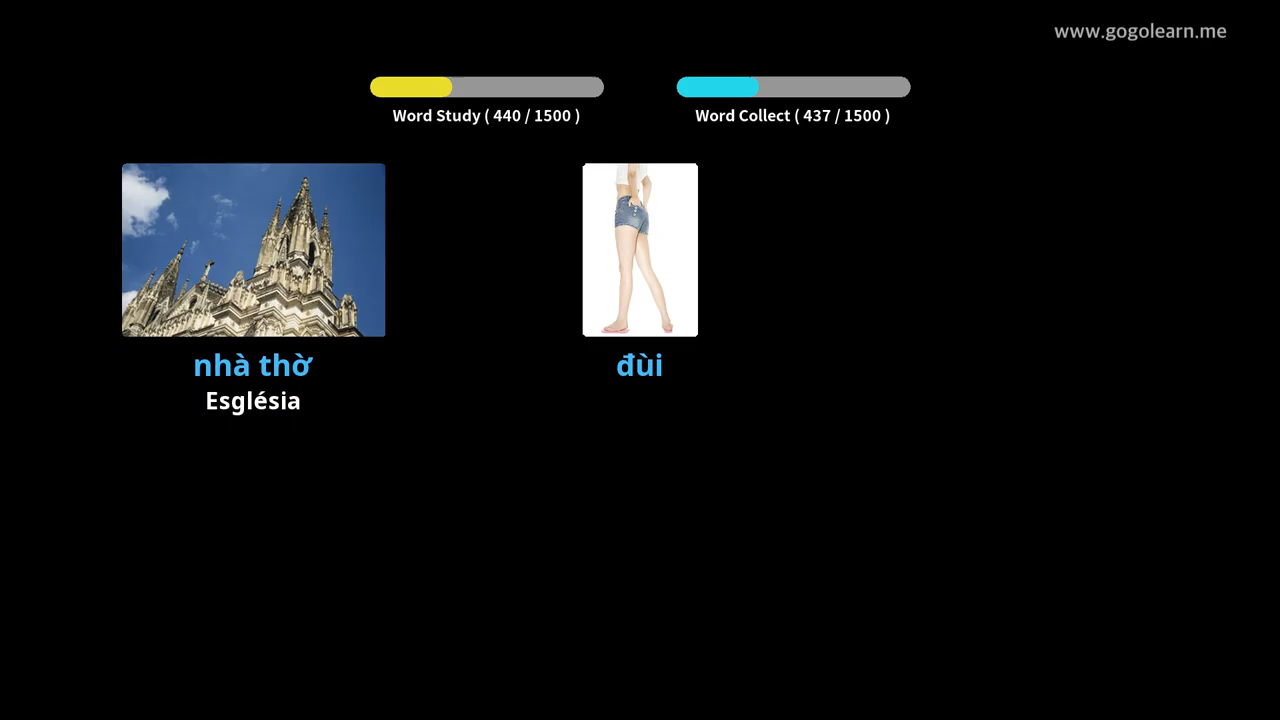 www.gogolearn.me
Word Study ( 440 / 1500 )
Word Collect ( 437 / 1500 )
nhà thờ
Església
đùi